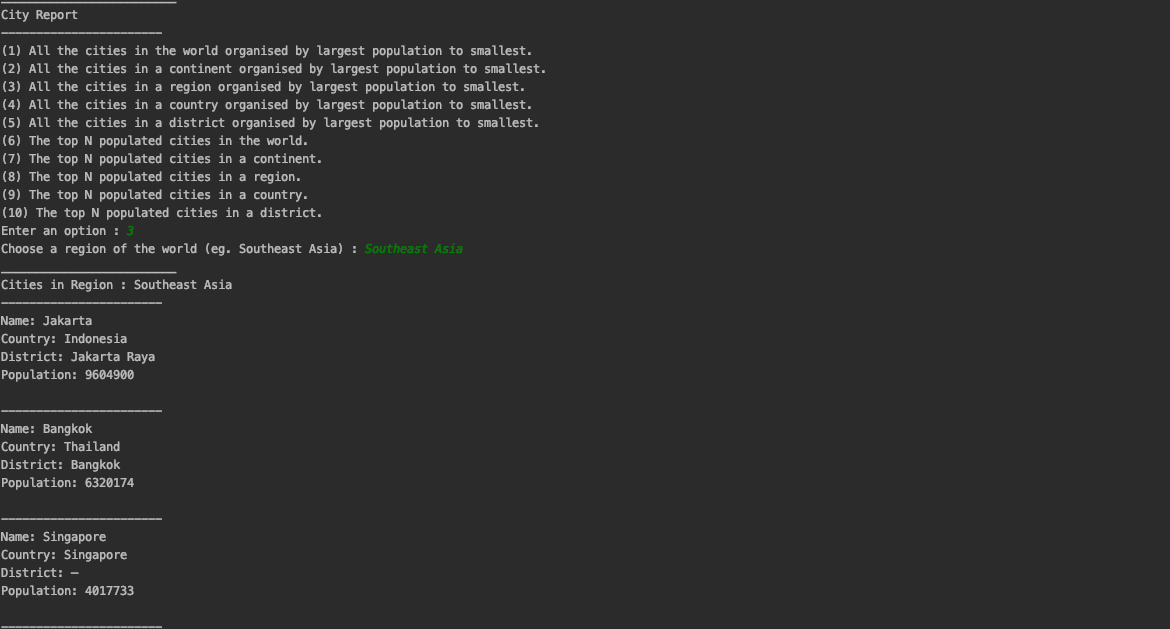 City Report
(1) All the cities in the world organised by largest population to smallest.
(2) All the cities in a continent organised by largest population to smallest.
(3) All the cities in a region organised by largest population to smallest.
(4) All the cities in a country organised by largest population to smallest.
(5) All the cities in a district organised by largest population to smallest.
(6) The top N populated cities in the world.
(7) The top N populated cities in a continent.
(8) The top N populated cities in a region.
(9) The top N populated cities in a country.
(10) The top N populated cities in a district.
Enter an option : 3
Choose a region of the world (eg. Southeast Asia) : Southeast Asia
Cities in Region : Southeast Asia
Name: Jakarta
Country: Indonesia
District: Jakarta Raya
Population: 9604900
Name: Bangkok
Country: Thailand
District: Bangkok
Population: 6320174
Name: Singapore
Country: Singapore
District: –
Population: 4017733